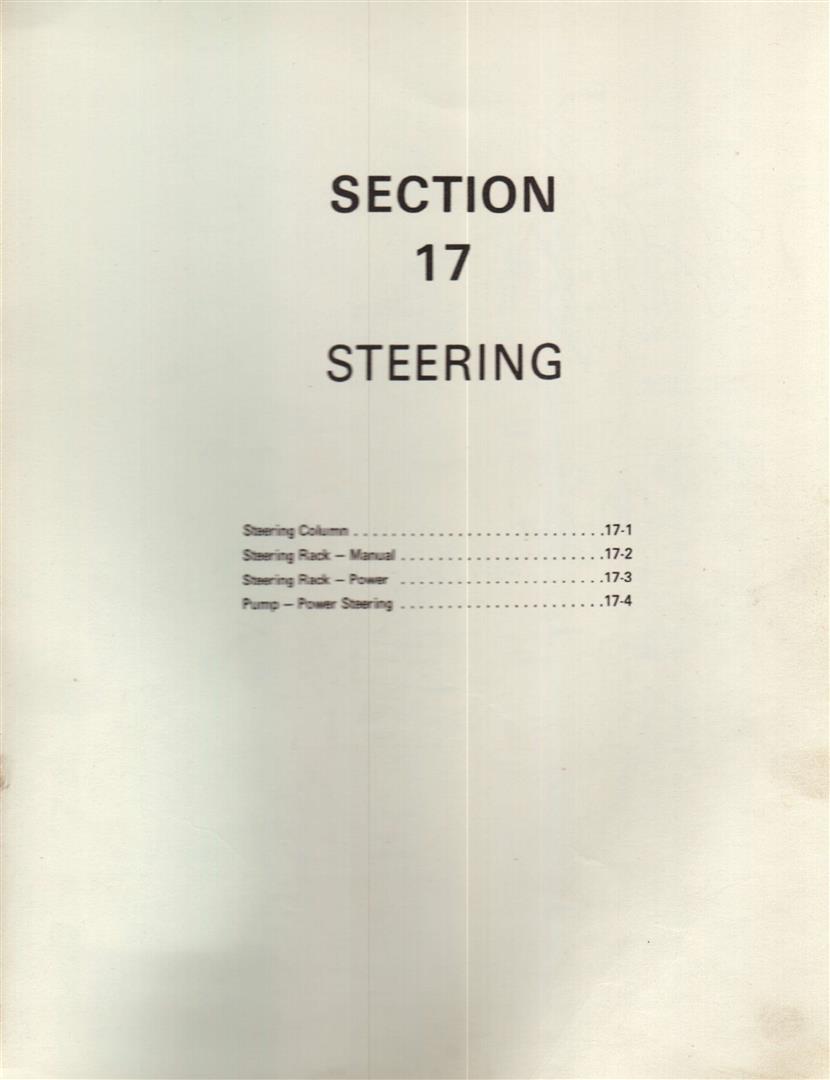 SECTION
17
STEERING
Steering Column . . . . . . . . . . . . . . . . . . . . . . . . . . .17-1
Steering Rack — Manual . . . . . . . . . . . . . . . . . . . . . .17-2
Steering Rack — Power . . . . . . . . . . . . . . . . . . . . . .17-3
Pump — Power Steering . . . . . . . . . . . . . . . . . . . . . .17-4